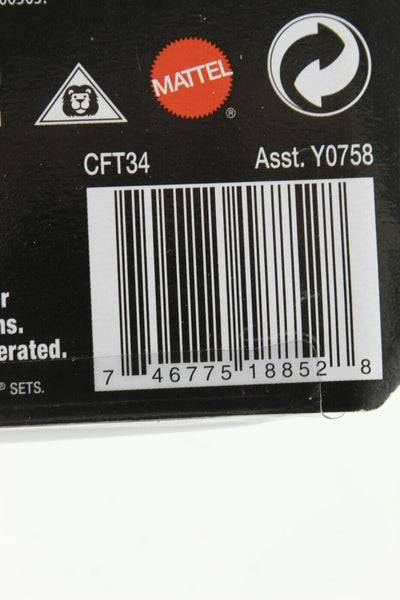 MATTEL
®
CFT34 Asst. Y0758
r
ns.
erated.
® SETS.
7 46775 18852 8